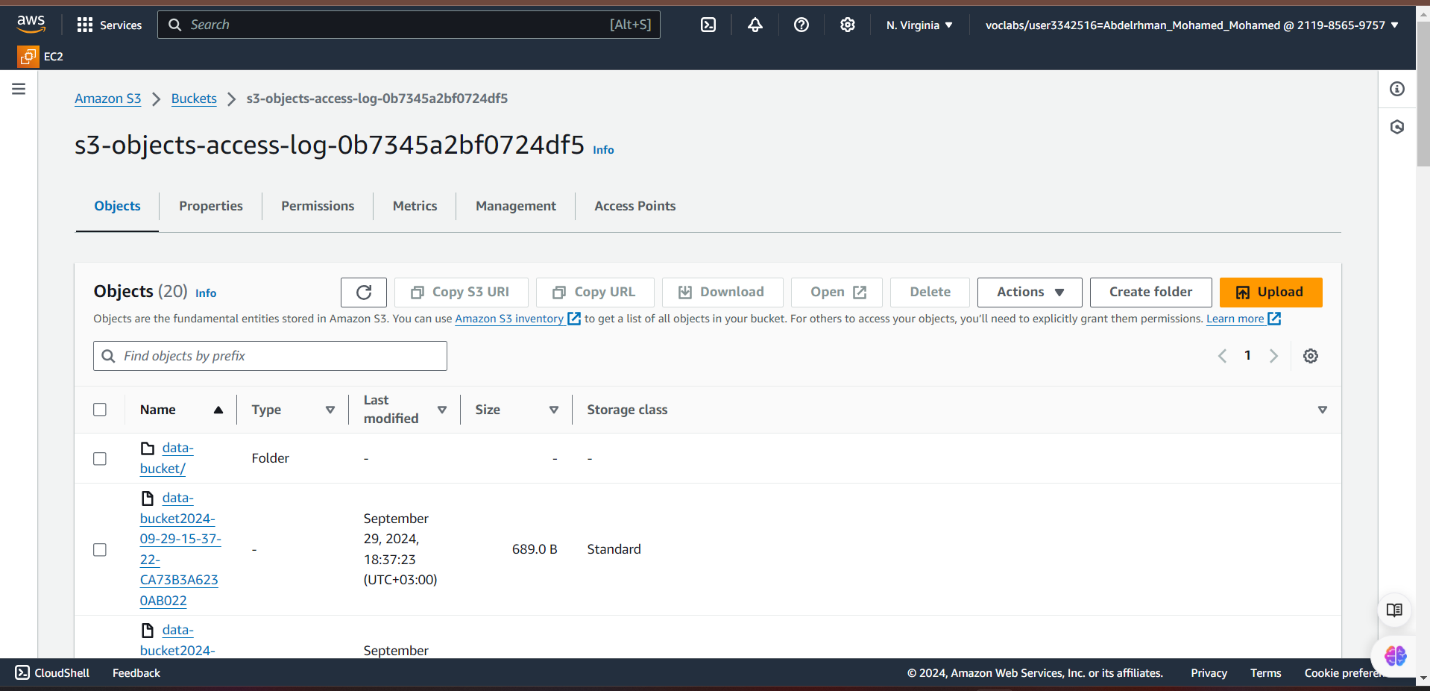 aws
Services
Search
[Alt+S]
N. Virginia
voclabs/user3342516=Abdelrhman_Mohamed_Mohamed @ 2119-8565-9757
EC2
Amazon S3 > Buckets > s3-objects-access-log-0b7345a2bf0724df5
s3-objects-access-log-0b7345a2bf0724df5 Info
Objects
Properties
Permissions
Metrics
Management
Access Points
Objects (20) Info
Copy S3 URI
Copy URL
Download
Open
Delete
Actions
Create folder
Upload
Objects are the fundamental entities stored in Amazon S3. You can use Amazon S3 inventory to get a list of all objects in your bucket. For others to access your objects, you'll need to explicitly grant them permissions. Learn more
Find objects by prefix
1
Name
Type
Last
modified
Size
Storage class
data-
bucket/
Folder
-
-
-
data-
bucket2024-
09-29-15-37-
22-
CA73B3A623
0AB022
-
September
29, 2024,
18:37:23
(UTC+03:00)
689.0 B
Standard
data-
bucket2024-
September
CloudShell
Feedback
© 2024, Amazon Web Services, Inc. or its affiliates.
Privacy
Terms
Cookie prefere